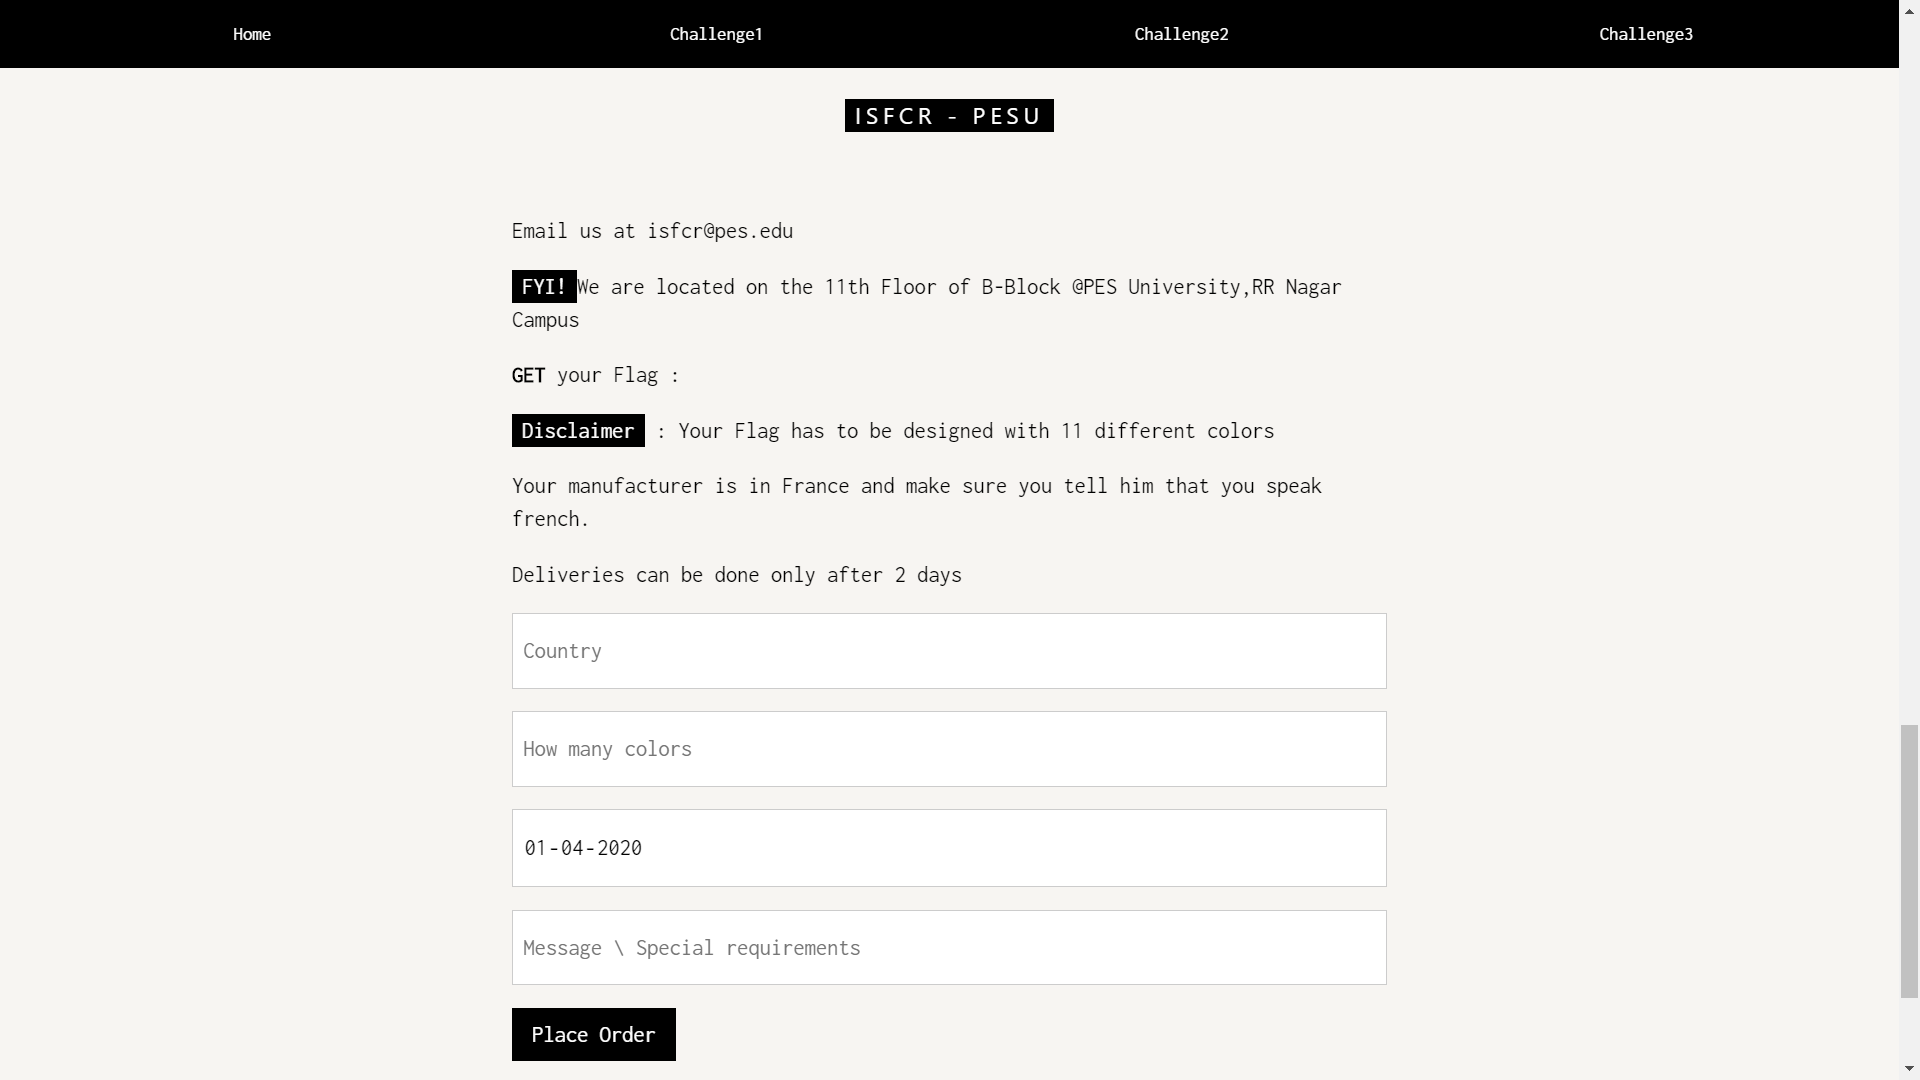 Home Challenge1 Challenge2 Challenge3
ISFCR - PESU
Email us at isfcr@pes.edu
FYI! We are located on the 11th Floor of B-Block @PES University,RR Nagar
Campus
GET your Flag :
Disclaimer : Your Flag has to be designed with 11 different colors
Your manufacturer is in France and make sure you tell him that you speak
french.
Deliveries can be done only after 2 days
Country
How many colors
01-04-2020
Message \ Special requirements
Place Order